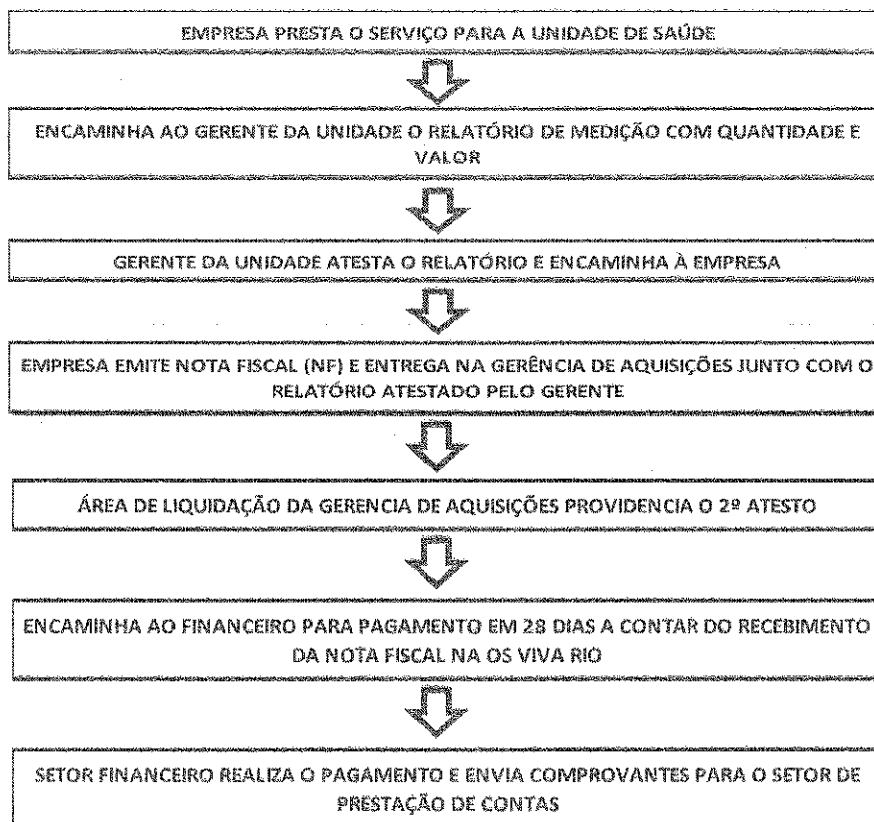 EMPRESA PRESTA O SERVIÇO PARA A UNIDADE DE SAÚDE
ENCAMINHA AO GERENTE DA UNIDADE O RELATÓRIO DE MEDIÇÃO COM QUANTIDADE E
VALOR
GERENTE DA UNIDADE ATESTA O RELATÓRIO E ENCAMINHA À EMPRESA
EMPRESA EMITE NOTA FISCAL (NF) E ENTREGA NA GERÊNCIA DE AQUISIÇÕES JUNTO COM O
RELATÓRIO ATESTADO PELO GERENTE
ÁREA DE LIQUIDAÇÃO DA GERENCIA DE AQUISIÇÕES PROVIDENCIA O 2º ATESTO
ENCAMINHA AO FINANCEIRO PARA PAGAMENTO EM 28 DIAS A CONTAR DO RECEBIMENTO
DA NOTA FISCAL NA OS VIVA RIO
SETOR FINANCEIRO REALIZA O PAGAMENTO E ENVIA COMPROVANTES PARA O SETOR DE
PRESTAÇÃO DE CONTAS